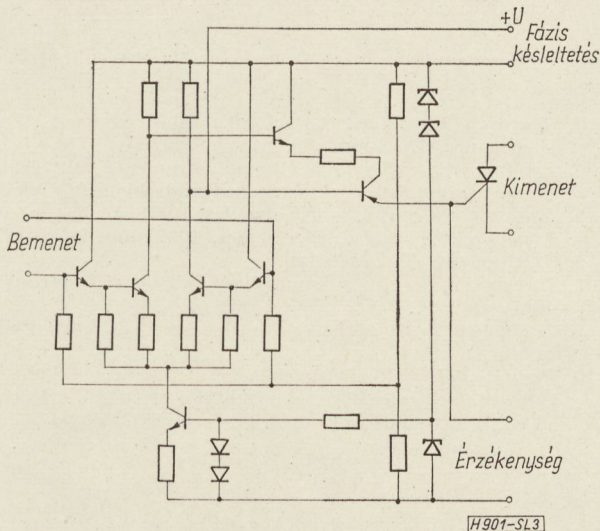 +U
Fázis
késleltetés
Kimenet
Bemenet
Érzékenység
H901-SL3